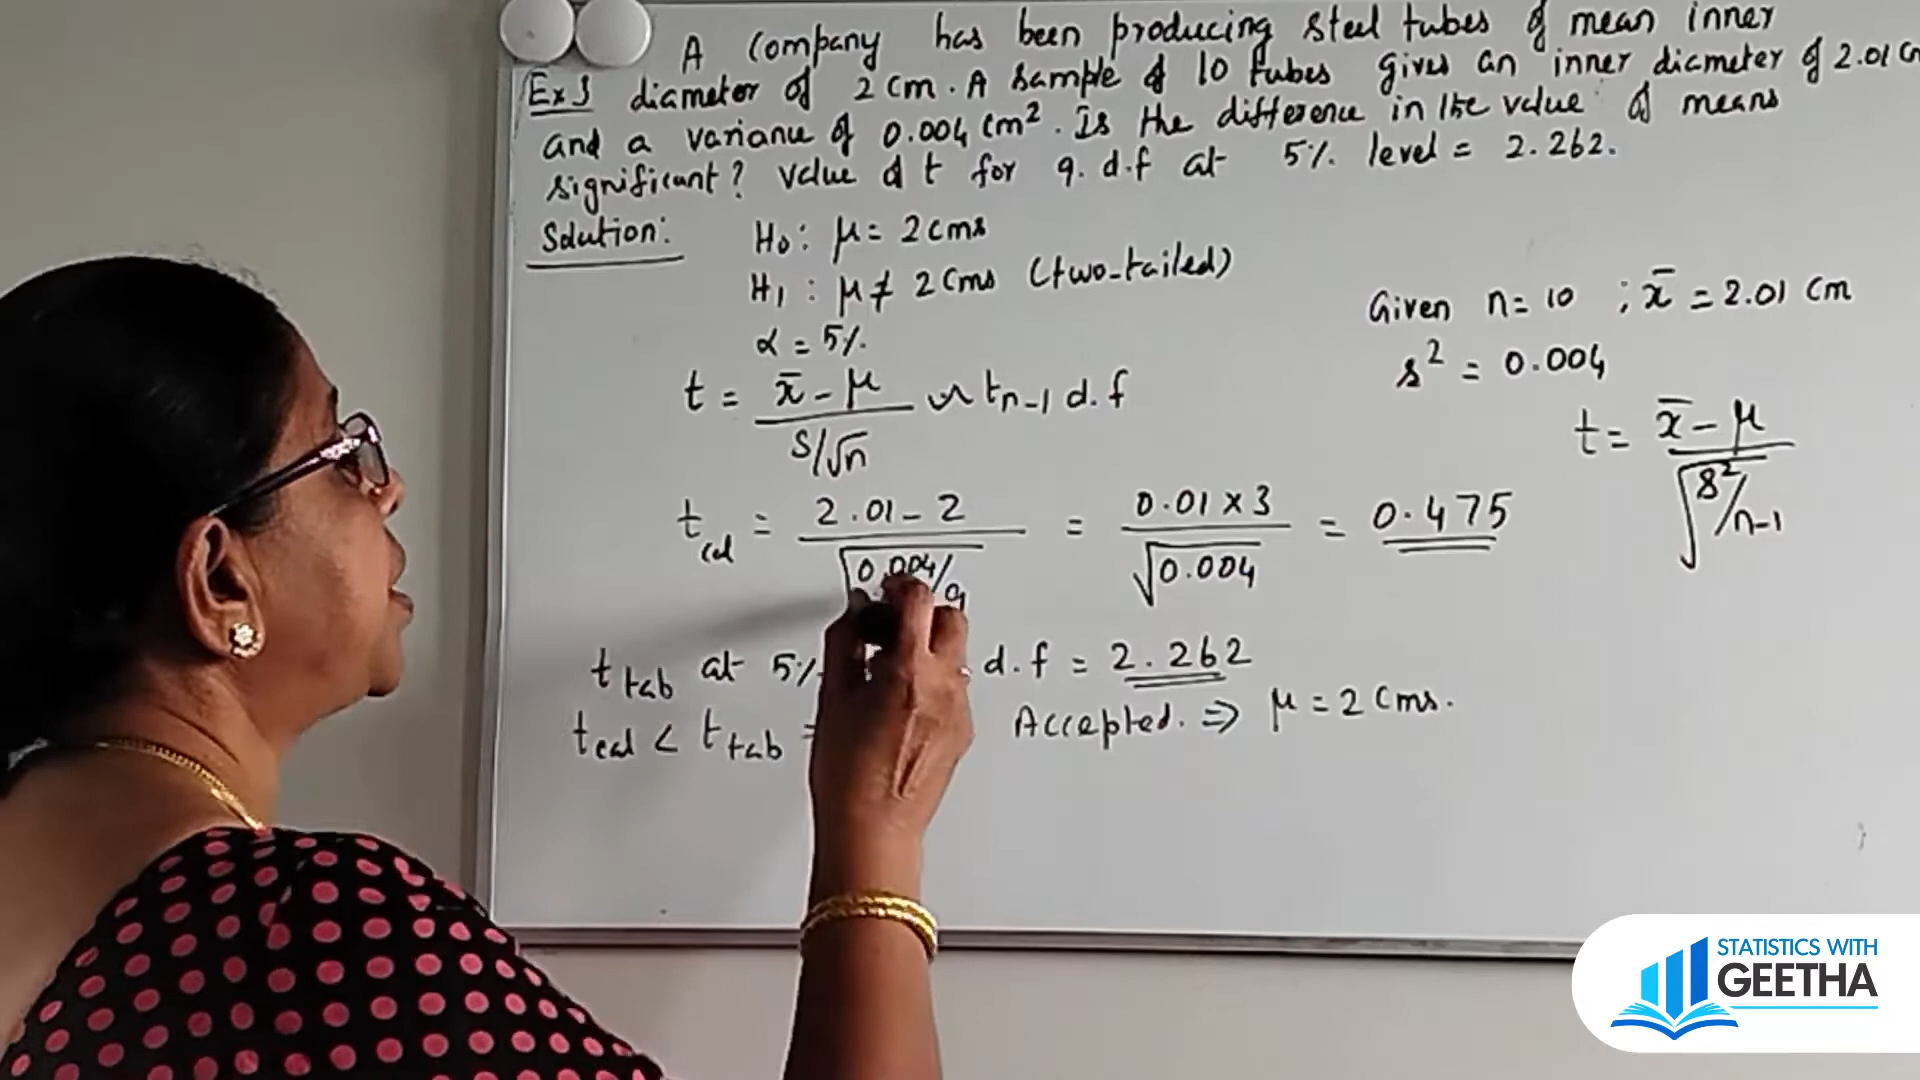 A company has been producing steel tubes of mean inner
Ex 3 diameter of 2 cm. A sample of 10 tubes gives an inner diameter of 2.01 cm
and a variance of 0.004 cm². Is the difference in the value of means
significant? Value of t for 9. d.f at 5% level = 2.262.
Solution:
H₀: μ = 2 cms
H₁ : μ ≠ 2 cms (two-tailed)
α = 5%
t = x̄ - μ / S/√n ~ tₙ₋₁ d.f
Given n = 10 ; x̄ = 2.01 cm
s² = 0.004
t = x̄ - μ / √s²/n-1
t cal = 2.01 - 2 / √0.004/9 = 0.01 x 3 / √0.004 = 0.475
t tab at 5% d.f = 2.262
t cal < t tab = Accepted. ⇒ μ = 2 cms.
STATISTICS WITH
GEETHA